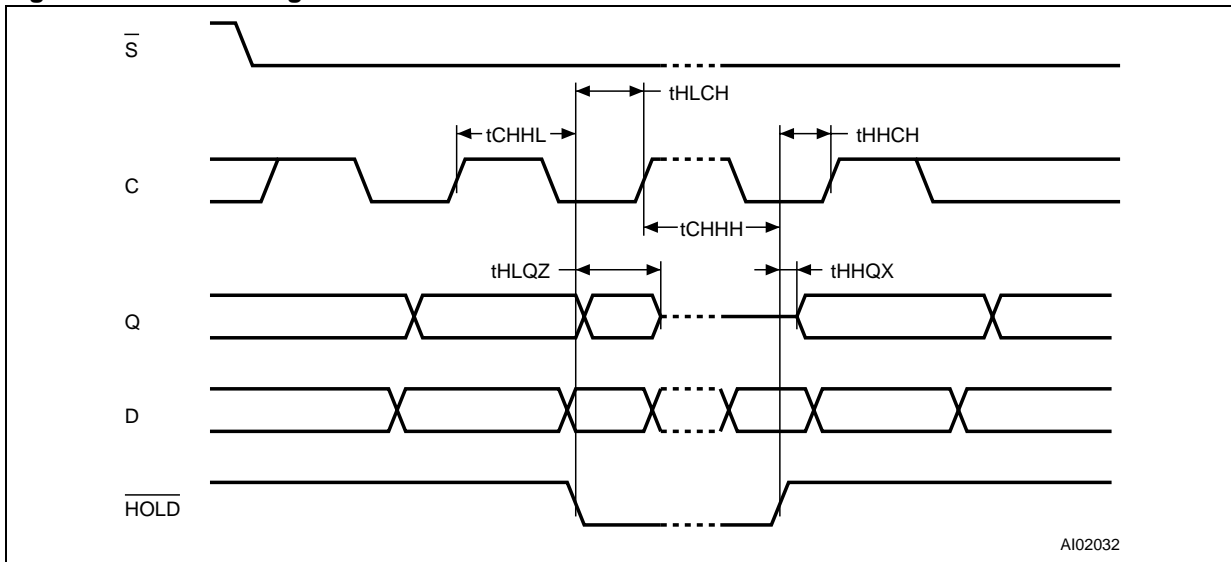 S
tHLCH
tCHHL
tHHCH
C
tCHHH
tHLQZ
tHHQX
Q
D
HOLD
AI02032